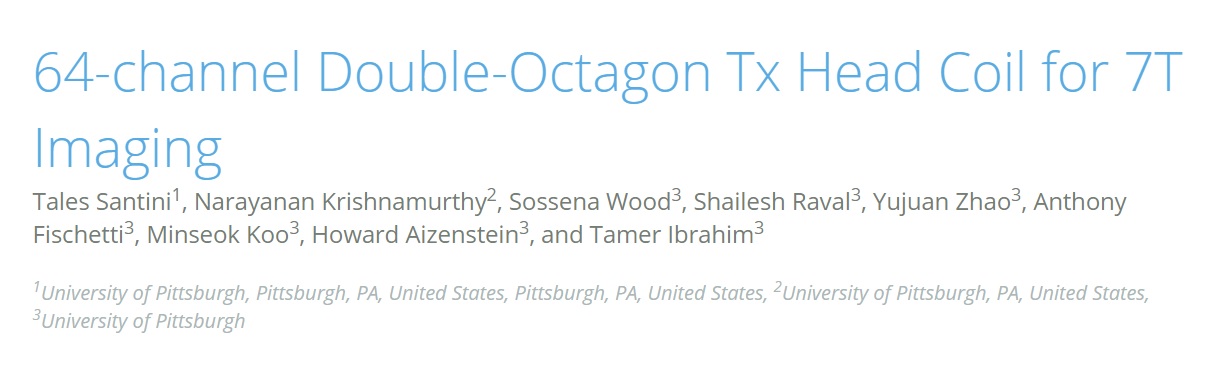 64-channel Double-Octagon Tx Head Coil for 7T
Imaging
Tales Santini¹, Narayanan Krishnamurthy², Sossena Wood³, Shailesh Raval³, Yujuan Zhao³, Anthony
Fischetti³, Minseok Koo³, Howard Aizenstein³, and Tamer Ibrahim³
¹University of Pittsburgh, Pittsburgh, PA, United States, Pittsburgh, PA, United States, ²University of Pittsburgh, PA, United States,
³University of Pittsburgh